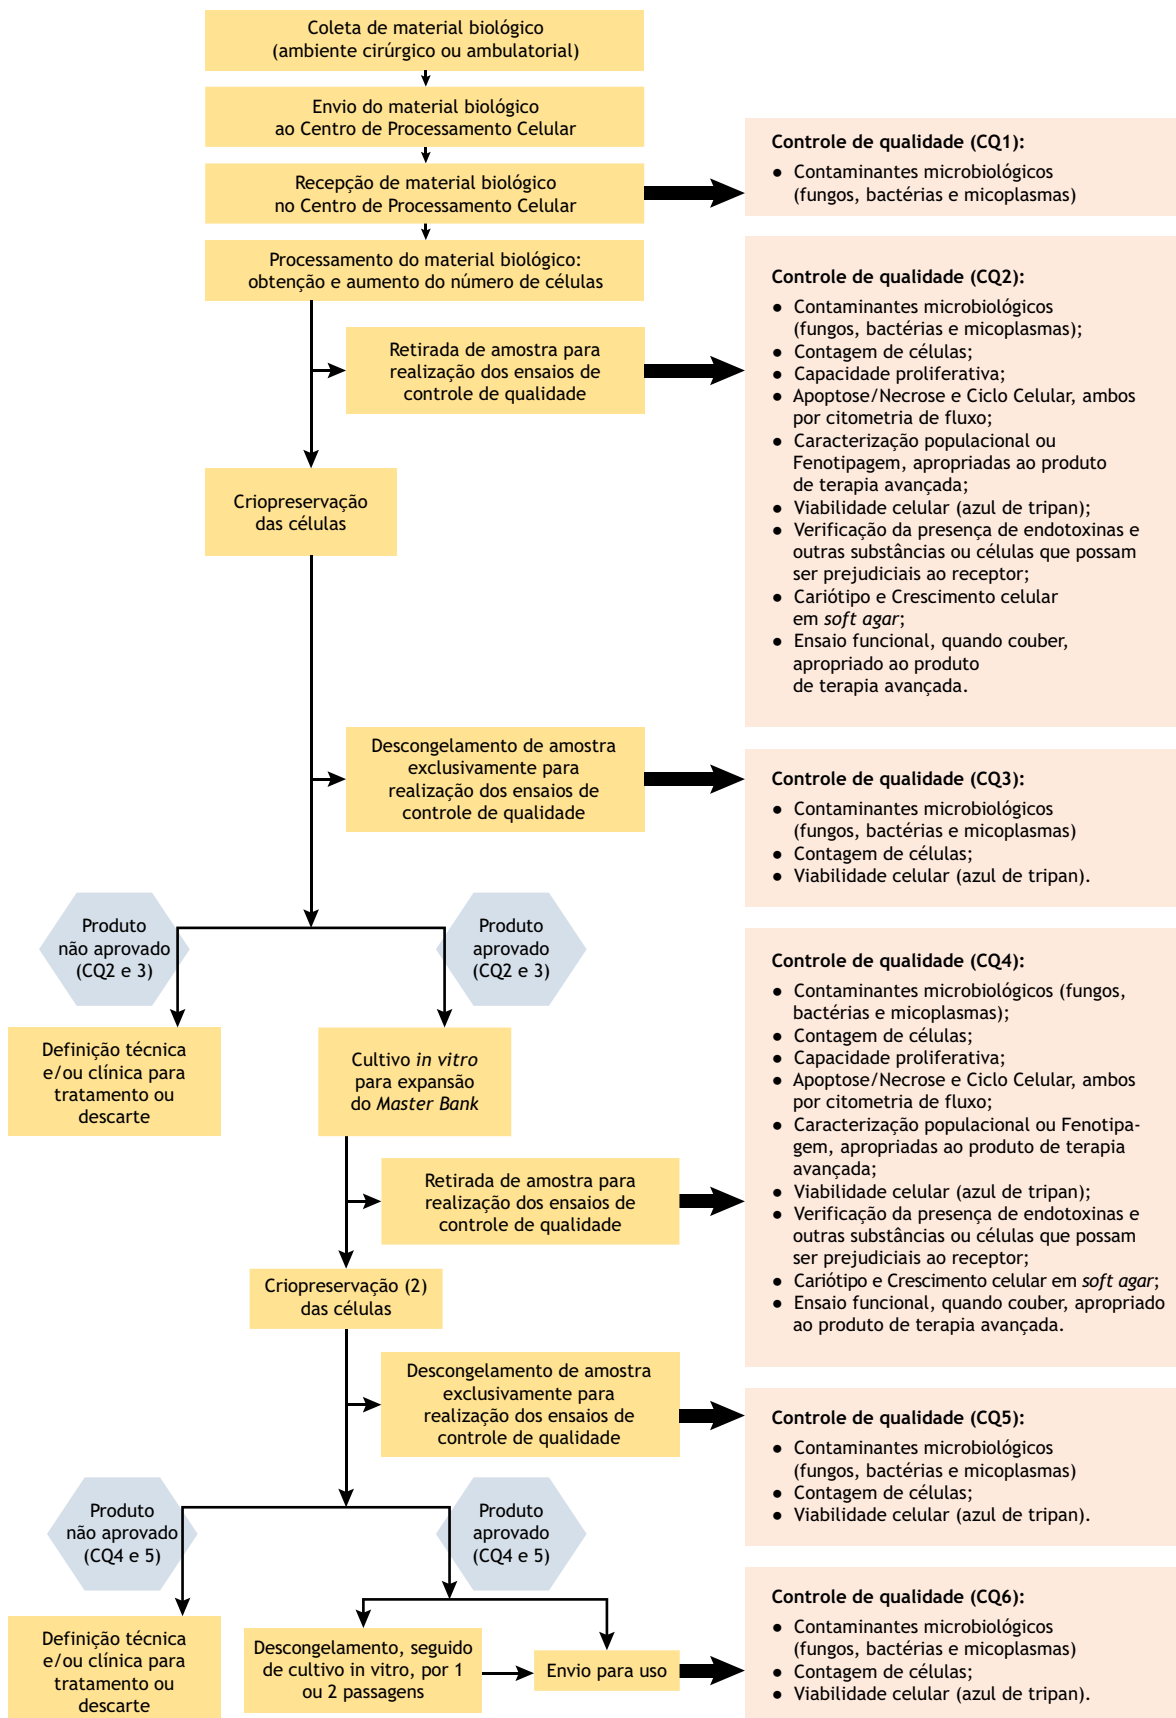 Coleta de material biológico
(ambiente cirúrgico ou ambulatorial)
Envio do material biológico
ao Centro de Processamento Celular
Recepção de material biológico
no Centro de Processamento Celular
Controle de qualidade (CQ1):
● Contaminantes microbiológicos
(fungos, bactérias e micoplasmas)
Processamento do material biológico:
obtenção e aumento do número de células
Retirada de amostra para
realização dos ensaios de
controle de qualidade
Controle de qualidade (CQ2):
● Contaminantes microbiológicos
(fungos, bactérias e micoplasmas);
● Contagem de células;
● Capacidade proliferativa;
● Apoptose/Necrose e Ciclo Celular, ambos
por citometria de fluxo;
● Caracterização populacional ou
Fenotipagem, apropriadas ao produto
de terapia avançada;
● Viabilidade celular (azul de tripan);
● Verificação da presença de endotoxinas e
outras substâncias ou células que possam
ser prejudiciais ao receptor;
● Cariótipo e Crescimento celular
em soft agar;
● Ensaio funcional, quando couber,
apropriado ao produto
de terapia avançada.
Criopreservação
das células
Descongelamento de amostra
exclusivamente para
realização dos ensaios de
controle de qualidade
Controle de qualidade (CQ3):
● Contaminantes microbiológicos
(fungos, bactérias e micoplasmas)
● Contagem de células;
● Viabilidade celular (azul de tripan).
Produto
não aprovado
(CQ2 e 3)
Produto
aprovado
(CQ2 e 3)
Definição técnica
e/ou clínica para
tratamento ou
descarte
Cultivo in vitro
para expansão
do Master Bank
Retirada de amostra para
realização dos ensaios de
controle de qualidade
Controle de qualidade (CQ4):
● Contaminantes microbiológicos (fungos,
bactérias e micoplasmas);
● Contagem de células;
● Capacidade proliferativa;
● Apoptose/Necrose e Ciclo Celular, ambos
por citometria de fluxo;
● Caracterização populacional ou Fenotipa-
gem, apropriadas ao produto de terapia
avançada;
● Viabilidade celular (azul de tripan);
● Verificação da presença de endotoxinas e
outras substâncias ou células que possam
ser prejudiciais ao receptor;
● Cariótipo e Crescimento celular em soft agar;
● Ensaio funcional, quando couber, apropriado
ao produto de terapia avançada.
Criopreservação (2)
das células
Descongelamento de amostra
exclusivamente para
realização dos ensaios de
controle de qualidade
Controle de qualidade (CQ5):
● Contaminantes microbiológicos
(fungos, bactérias e micoplasmas)
● Contagem de células;
● Viabilidade celular (azul de tripan).
Produto
não aprovado
(CQ4 e 5)
Produto
aprovado
(CQ4 e 5)
Definição técnica
e/ou clínica para
tratamento ou
descarte
Descongelamento, seguido
de cultivo in vitro, por 1
ou 2 passagens
Envio para uso
Controle de qualidade (CQ6):
● Contaminantes microbiológicos
(fungos, bactérias e micoplasmas)
● Contagem de células;
● Viabilidade celular (azul de tripan).